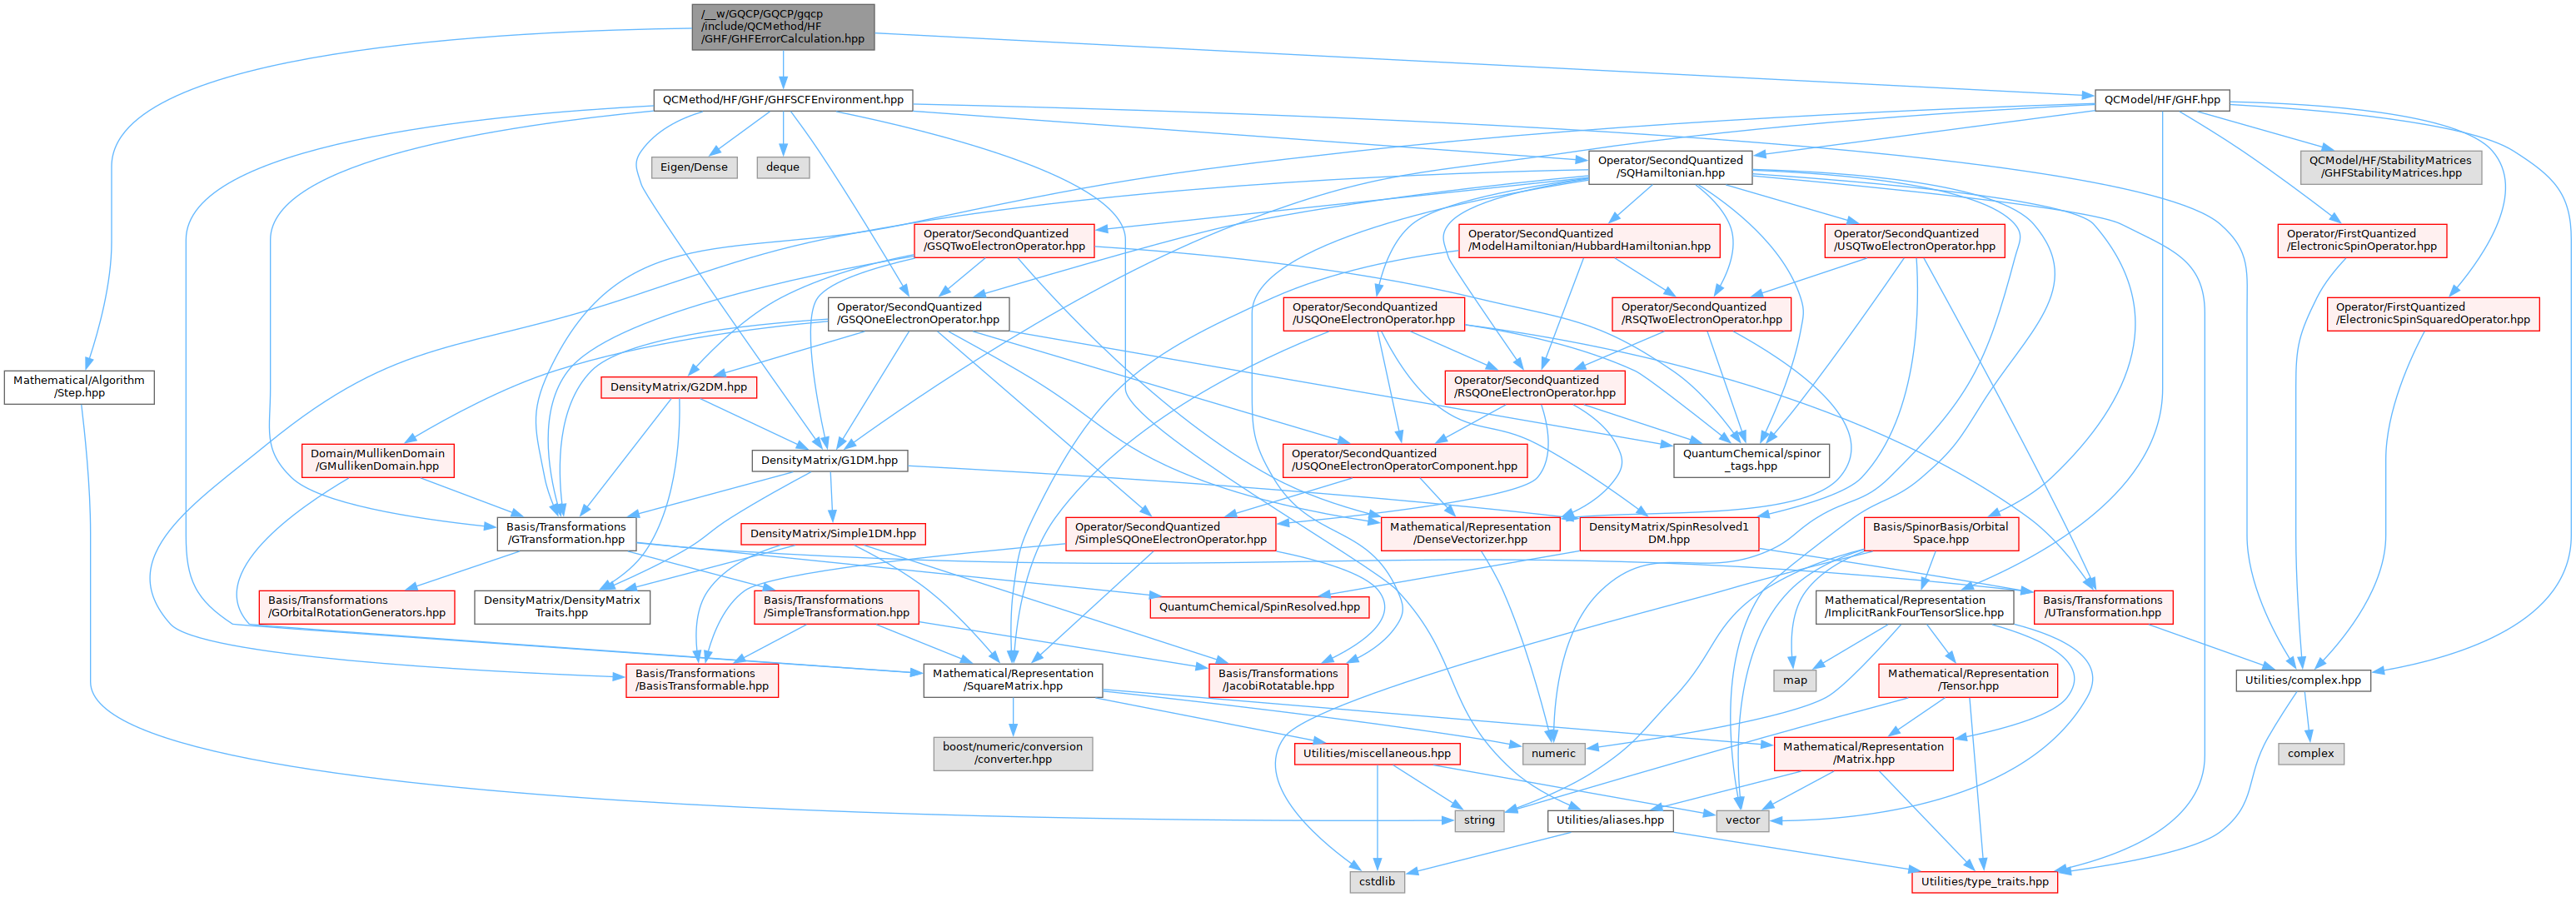 /__w/GQCP/GQCP/gqcp
/include/QCMethod/HF
/GHF/GHFErrorCalculation.hpp
QCMethod/HF/GHF/GHFSCFEnvironment.hpp
QCModel/HF/GHF.hpp
Eigen/Dense
deque
Operator/SecondQuantized
/SQHamiltonian.hpp
QCModel/HF/StabilityMatrices
/GHFStabilityMatrices.hpp
Operator/SecondQuantized
/GSQTwoElectronOperator.hpp
Operator/SecondQuantized
/ModelHamiltonian/HubbardHamiltonian.hpp
Operator/SecondQuantized
/USQTwoElectronOperator.hpp
Operator/FirstQuantized
/ElectronicSpinOperator.hpp
Operator/SecondQuantized
/GSQOneElectronOperator.hpp
Operator/SecondQuantized
/USQOneElectronOperator.hpp
Operator/SecondQuantized
/RSQTwoElectronOperator.hpp
Operator/FirstQuantized
/ElectronicSpinSquaredOperator.hpp
Mathematical/Algorithm
/Step.hpp
DensityMatrix/G2DM.hpp
Operator/SecondQuantized
/RSQOneElectronOperator.hpp
Domain/MullikenDomain
/GMullikenDomain.hpp
DensityMatrix/G1DM.hpp
Operator/SecondQuantized
/USQOneElectronOperatorComponent.hpp
QuantumChemical/spinor
_tags.hpp
Basis/Transformations
/GTransformation.hpp
DensityMatrix/Simple1DM.hpp
Operator/SecondQuantized
/SimpleSQOneElectronOperator.hpp
Mathematical/Representation
/DenseVectorizer.hpp
DensityMatrix/SpinResolved1
DM.hpp
Basis/SpinorBasis/Orbital
Space.hpp
Basis/Transformations
/GOrbitalRotationGenerators.hpp
DensityMatrix/DensityMatrix
Traits.hpp
Basis/Transformations
/SimpleTransformation.hpp
QuantumChemical/SpinResolved.hpp
Mathematical/Representation
/ImplicitRankFourTensorSlice.hpp
Basis/Transformations
/UTransformation.hpp
Basis/Transformations
/BasisTransformable.hpp
Mathematical/Representation
/SquareMatrix.hpp
Basis/Transformations
/JacobiRotatable.hpp
map
Mathematical/Representation
/Tensor.hpp
Utilities/complex.hpp
boost/numeric/conversion
/converter.hpp
Utilities/miscellaneous.hpp
numeric
Mathematical/Representation
/Matrix.hpp
complex
string
Utilities/aliases.hpp
vector
cstdlib
Utilities/type_traits.hpp